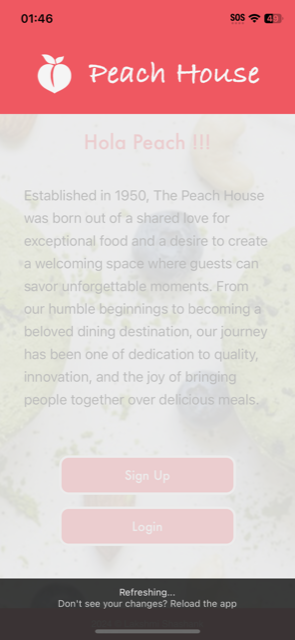 01:46
SOS
Peach House
Hola Peach !!!
Established in 1950, The Peach House
was born out of a shared love for
exceptional food and a desire to create
a welcoming space where guests can
savor unforgettable moments. From
our humble beginnings to becoming a
beloved dining destination, our journey
has been one of dedication to quality,
innovation, and the joy of bringing
people together over delicious meals.
Sign Up
Login
Refreshing...
Don't see your changes? Reload the app